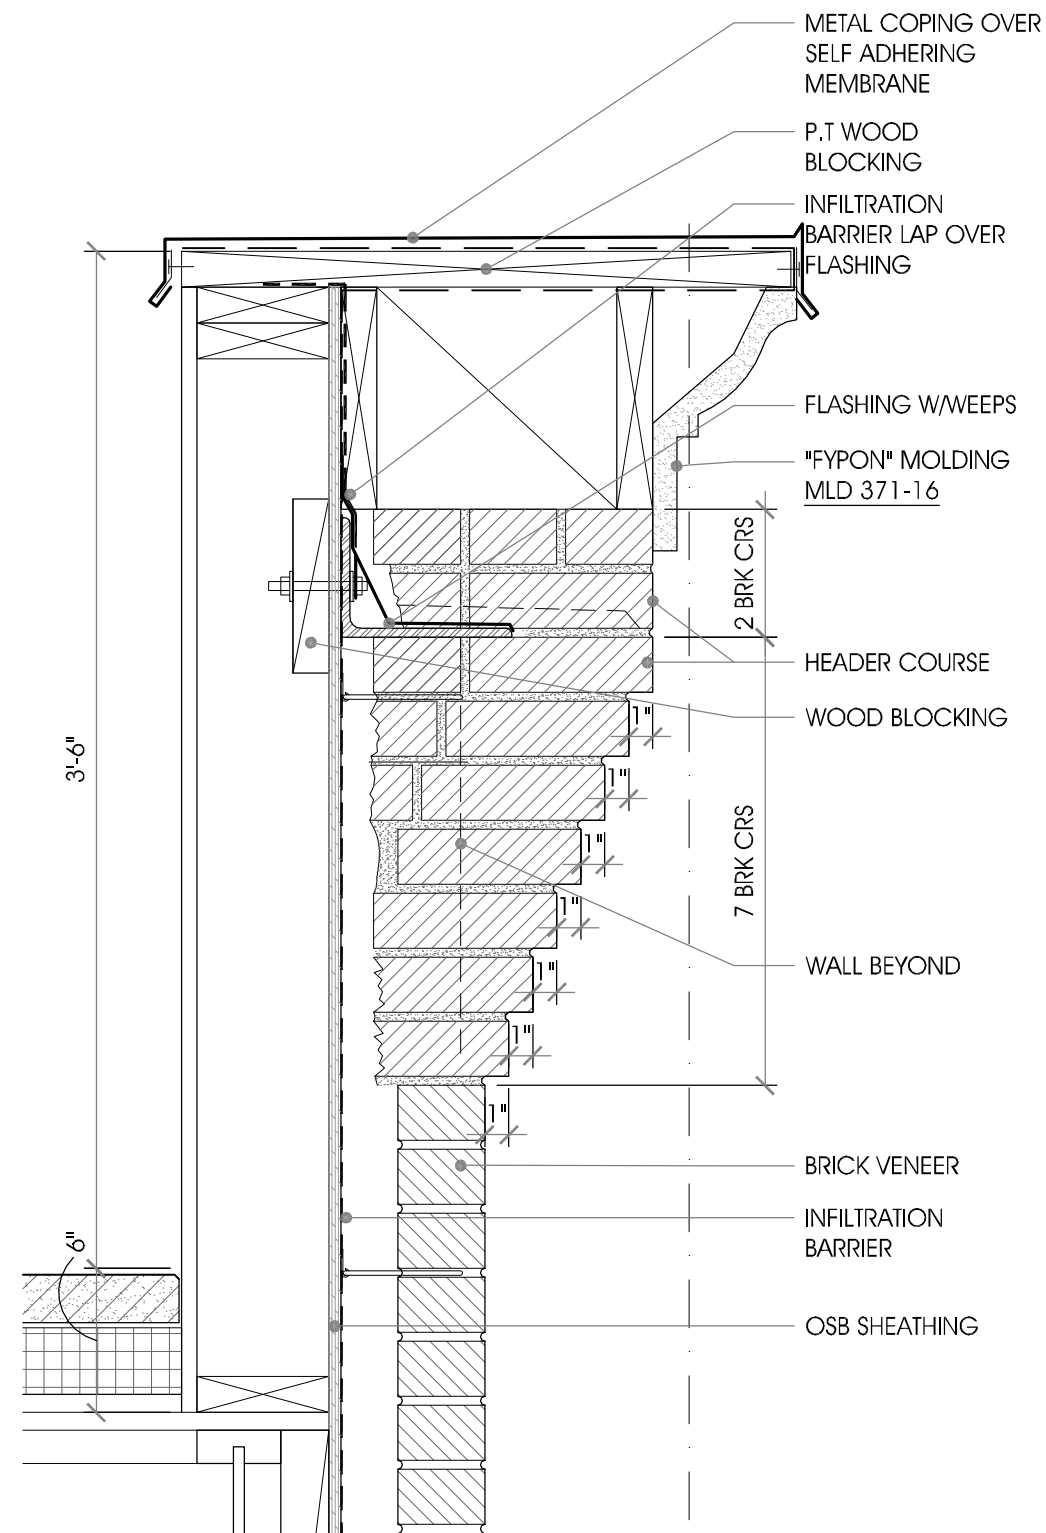 METAL COPING OVER
SELF ADHERING
MEMBRANE
P.T WOOD
BLOCKING
INFILTRATION
BARRIER LAP OVER
FLASHING
FLASHING W/WEEPS
"FYPON" MOLDING
MLD 371-16
2 BRK CRS
HEADER COURSE
WOOD BLOCKING
1"
3'-6"
1"
1"
7 BRK CRS
1"
WALL BEYOND
1"
1"
1"
BRICK VENEER
INFILTRATION
BARRIER
6"
OSB SHEATHING